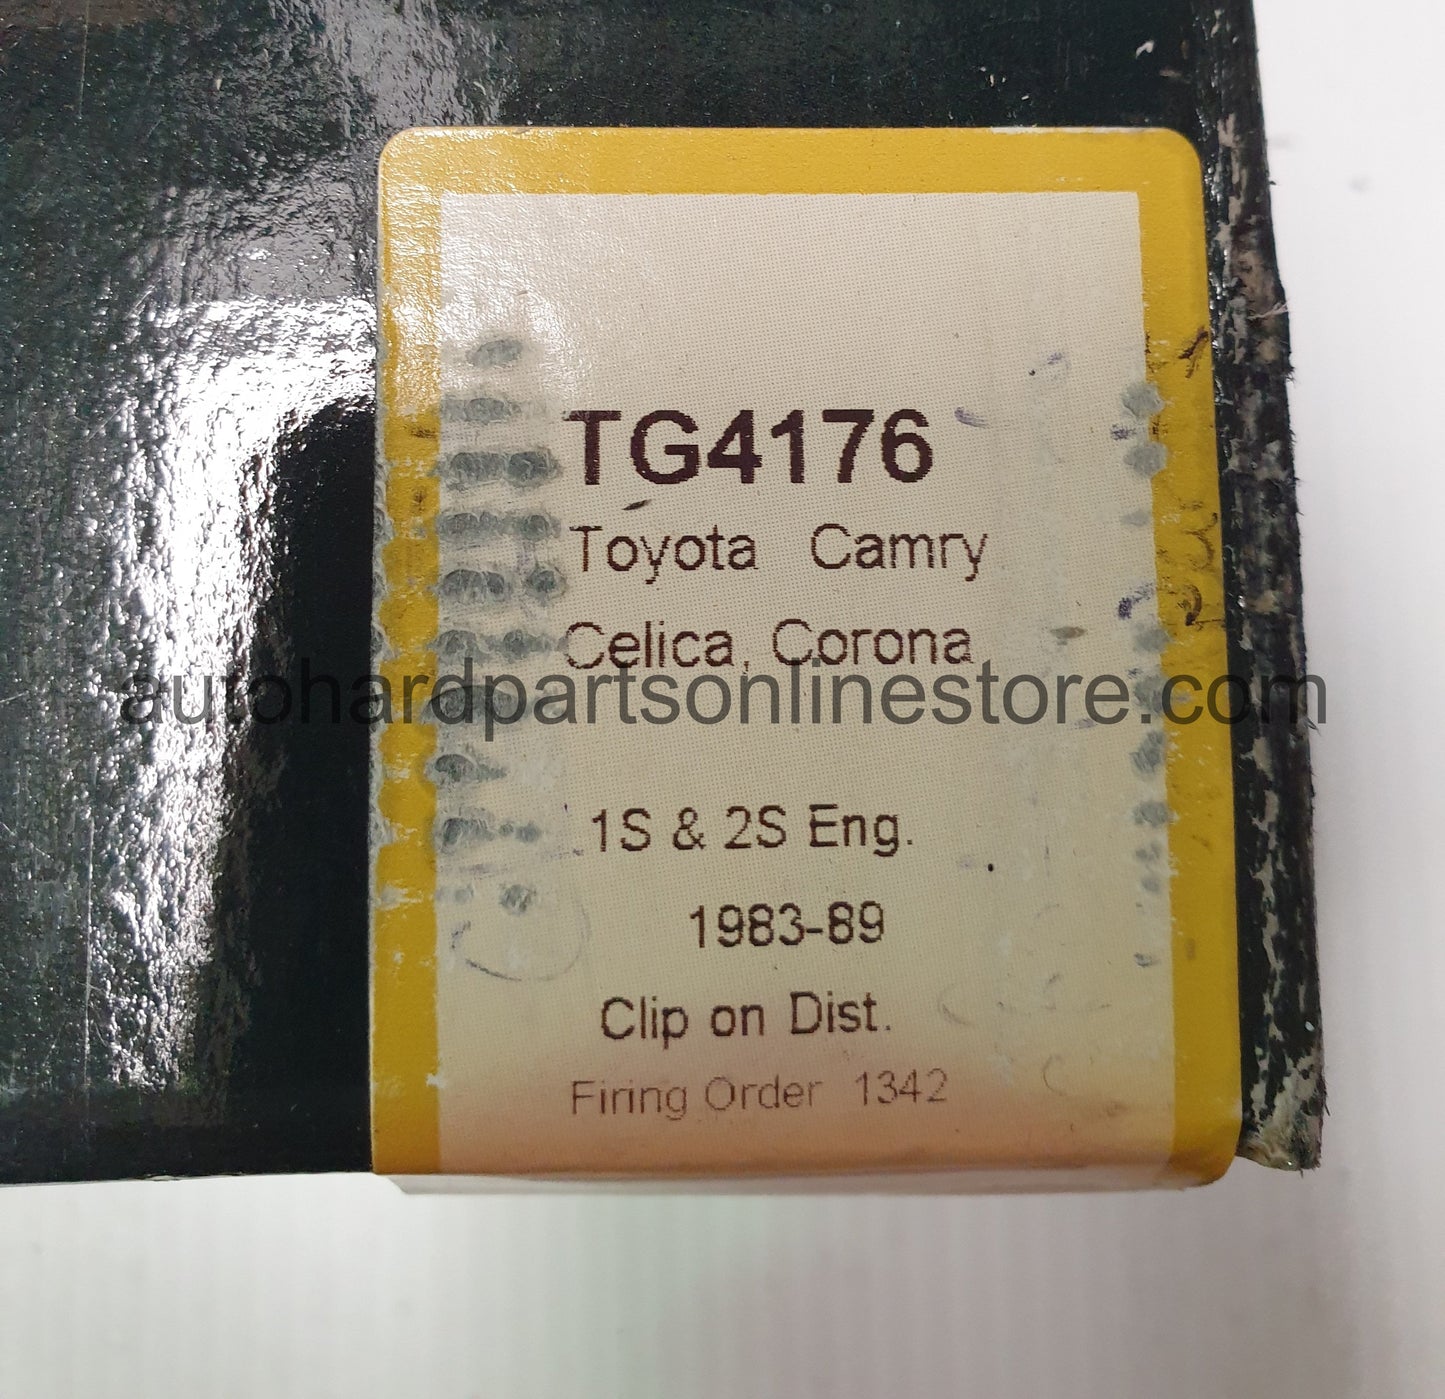 TG4176
Toyota Camry
Celica, Corona
autohardpartsonlinestore.com
1S & 2S Eng.
1983-89
Clip on Dist.
Firing Order 1342